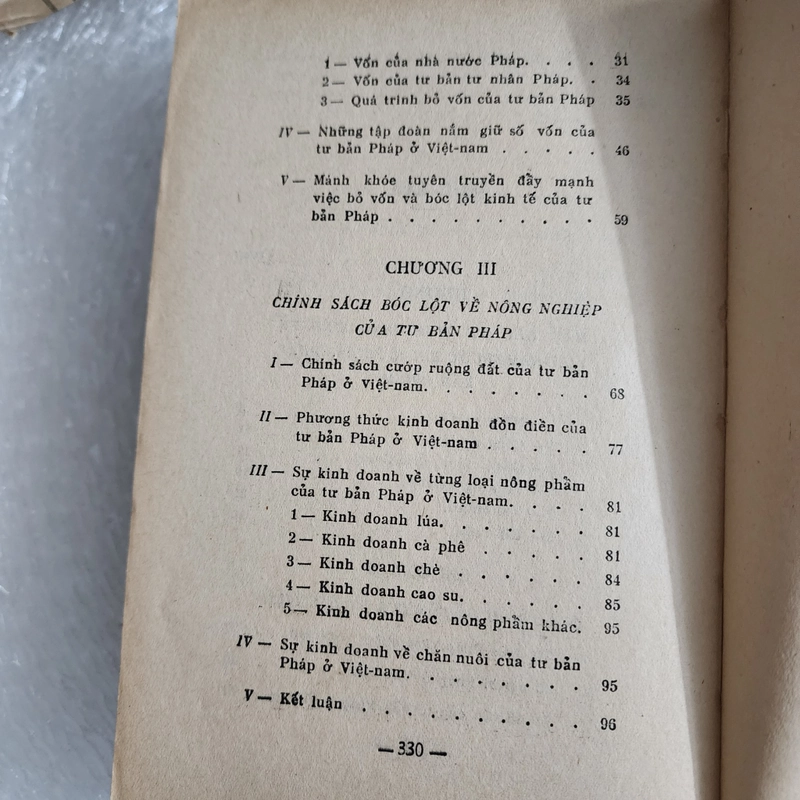 1 — Vốn của nhà nước Pháp. . . . 31
2 — Vốn của tư bản tư nhân Pháp. . 34
3 — Quá trình bỏ vốn của tư bản Pháp 35
IV — Những tập đoàn nắm giữ số vốn của
tư bản Pháp ở Việt-nam . . . . . 46
V — Mánh khóe tuyên truyền đẩy mạnh
việc bỏ vốn và bóc lột kinh tế của tư
bản Pháp . . . . . . . . . . 59
CHƯƠNG III
CHÍNH SÁCH BÓC LỘT VỀ NÔNG NGHIỆP
CỦA TƯ BẢN PHÁP
I — Chính sách cướp ruộng đất của tư bản
Pháp ở Việt-nam. . . . . . . . 68
II — Phương thức kinh doanh đồn điền của
tư bản Pháp ở Việt-nam . . . . . 77
III — Sự kinh doanh về từng loại nông phẩm
của tư bản Pháp ở Việt-nam. . . . 81
1 — Kinh doanh lúa. . . . . . . 81
2 — Kinh doanh cà phê . . . . . 81
3 — Kinh doanh chè . . . . . . 84
4 — Kinh doanh cao su. . . . . . 85
5 — Kinh doanh các nông phẩm khác. 95
IV — Sự kinh doanh về chăn nuôi của tư bản
Pháp ở Việt-nam. . . . . . . . 95
V — Kết luận . . . . . . . . . . 96
— 330 —